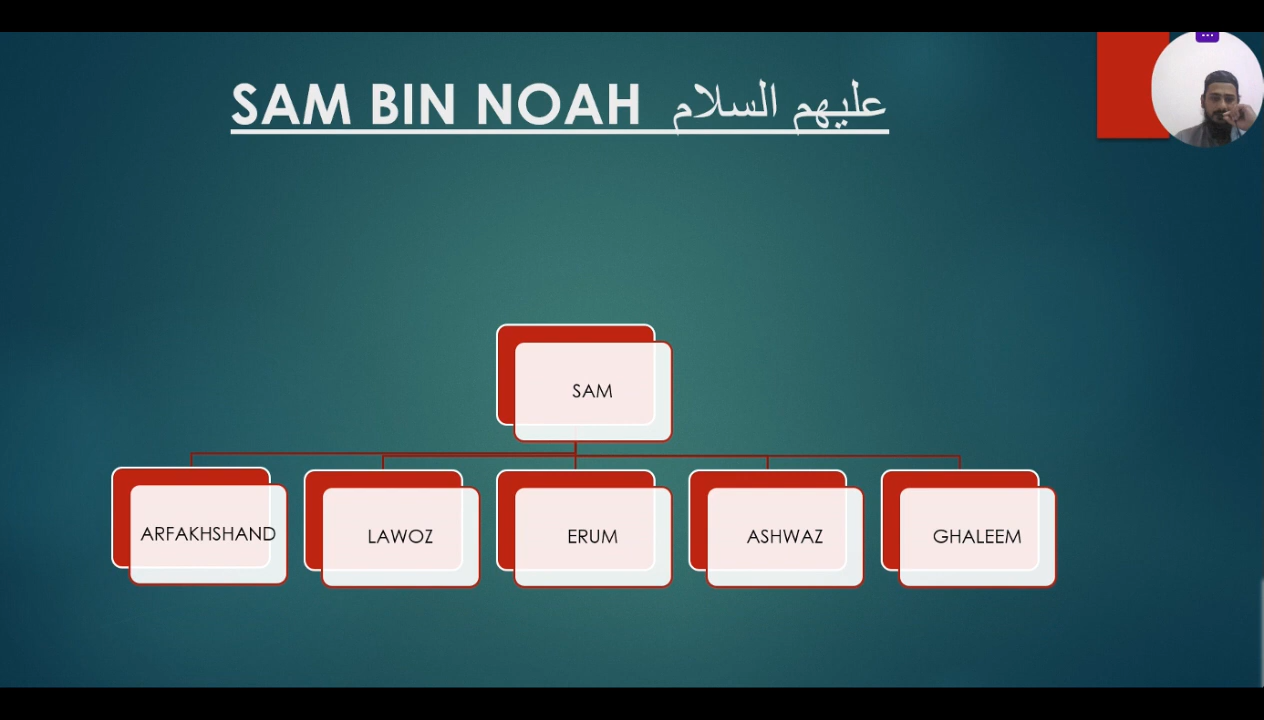 SAM BIN NOAH عليهم السلام
SAM
ARFAKHSHAND
LAWOZ
ERUM
ASHWAZ
GHALEEM